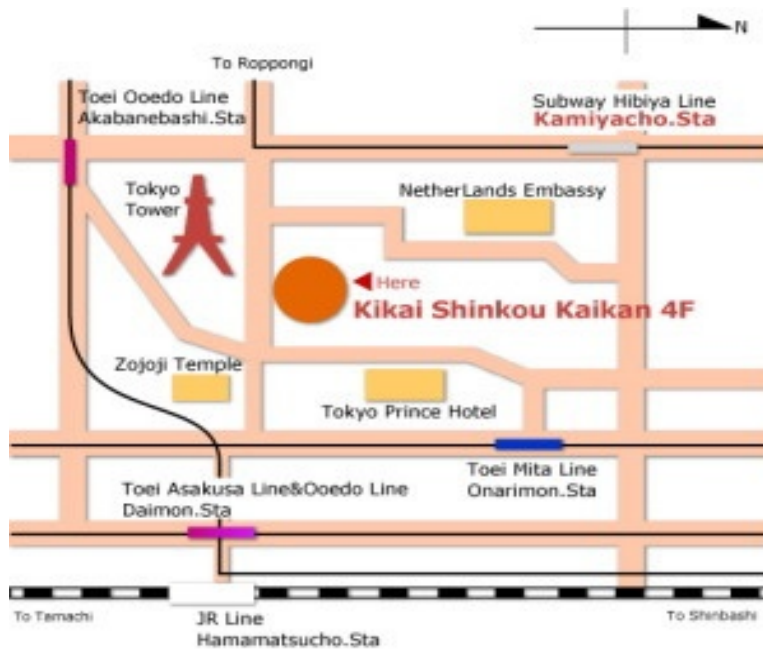 N
To Roppongi
Toei Ooedo Line
Akabanebashi.Sta
Subway Hibiya Line
Kamiyacho.Sta
Tokyo
Tower
NetherLands Embassy
Here
Kikai Shinkou Kaikan 4F
Zojoji Temple
Tokyo Prince Hotel
Toei Mita Line
Onarimon.Sta
Toei Asakusa Line&Ooedo Line
Daimon.Sta
To Tamachi
To Shinbashi
JR Line
Hamamatsucho.Sta